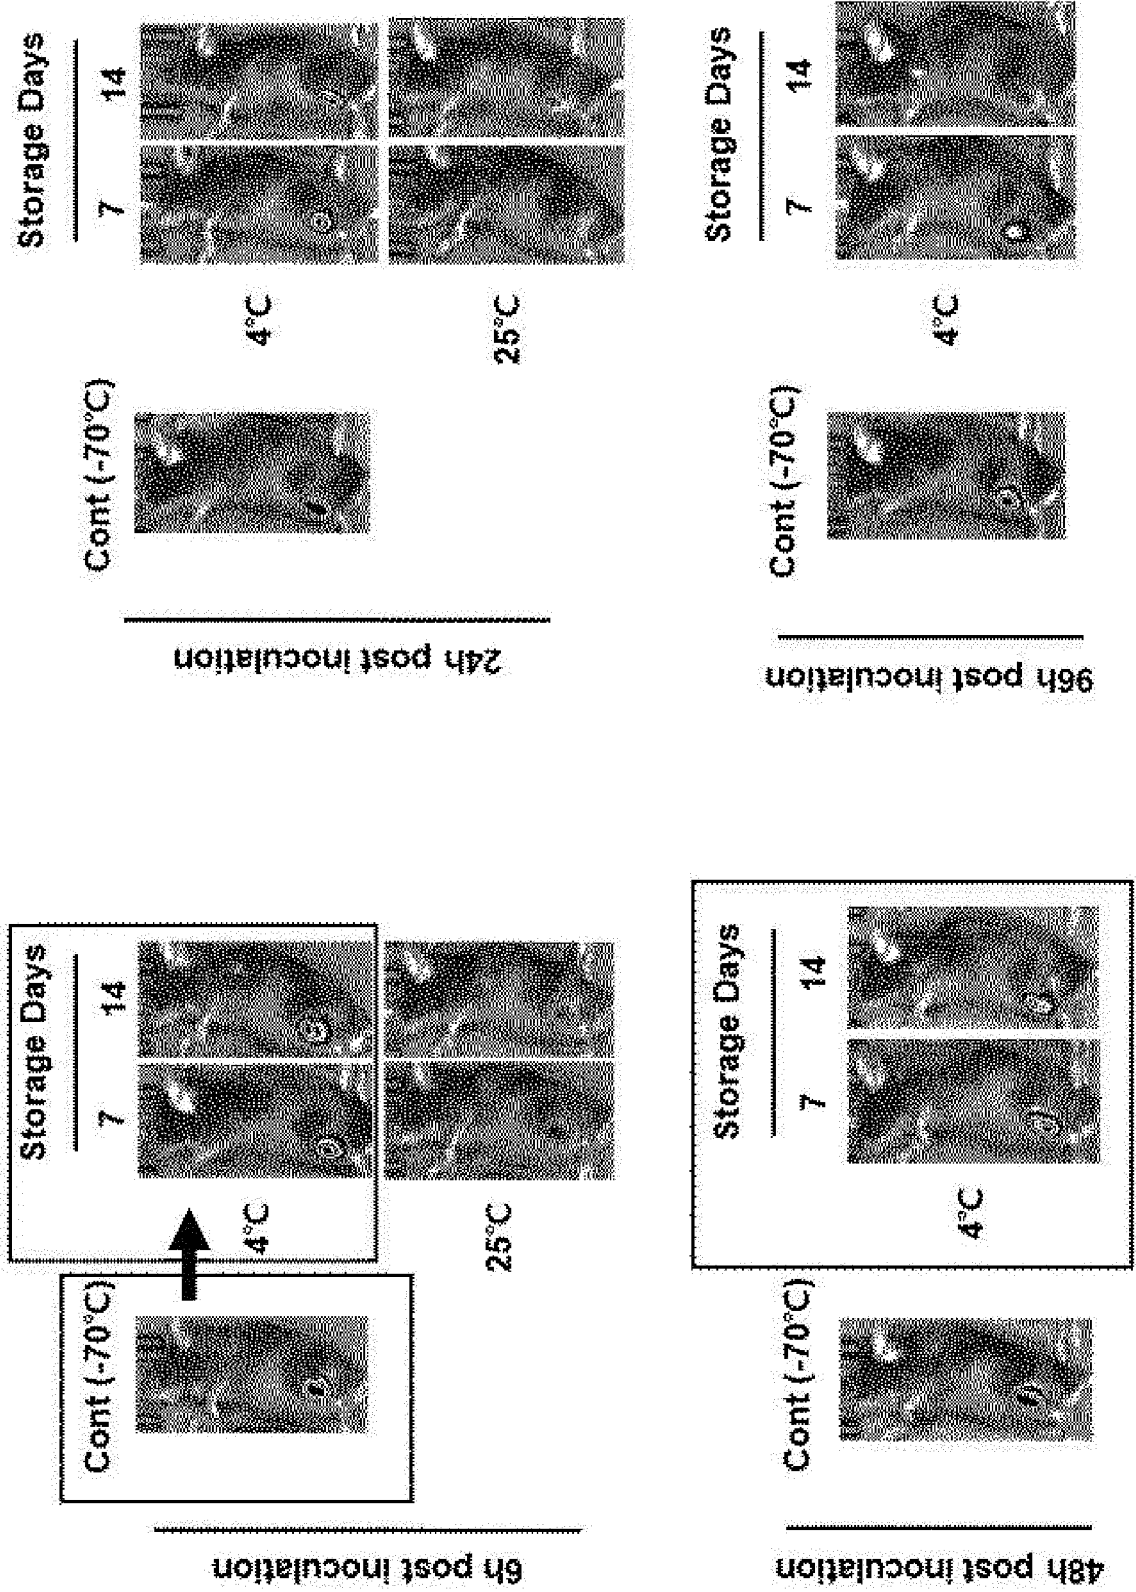 6h post inoculation
Cont (-70°C)
Storage Days
7 14
4°C
25°C
24h post inoculation
Cont (-70°C)
Storage Days
7 14
4°C
25°C
48h post inoculation
Cont (-70°C)
Storage Days
7 14
4°C
96h post inoculation
Cont (-70°C)
Storage Days
7 14
4°C